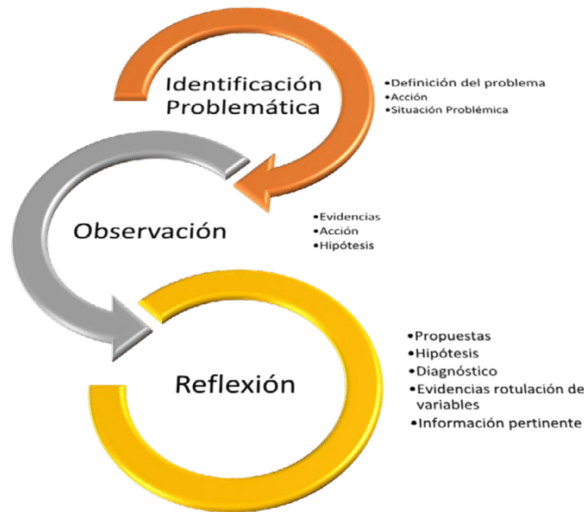 Identificación
Problemática
•Definición del problema
•Acción
•Situación Problémica
Observación
•Evidencias
•Acción
•Hipótesis
Reflexión
•Propuestas
•Hipótesis
•Diagnóstico
•Evidencias rotulación de
variables
•Información pertinente